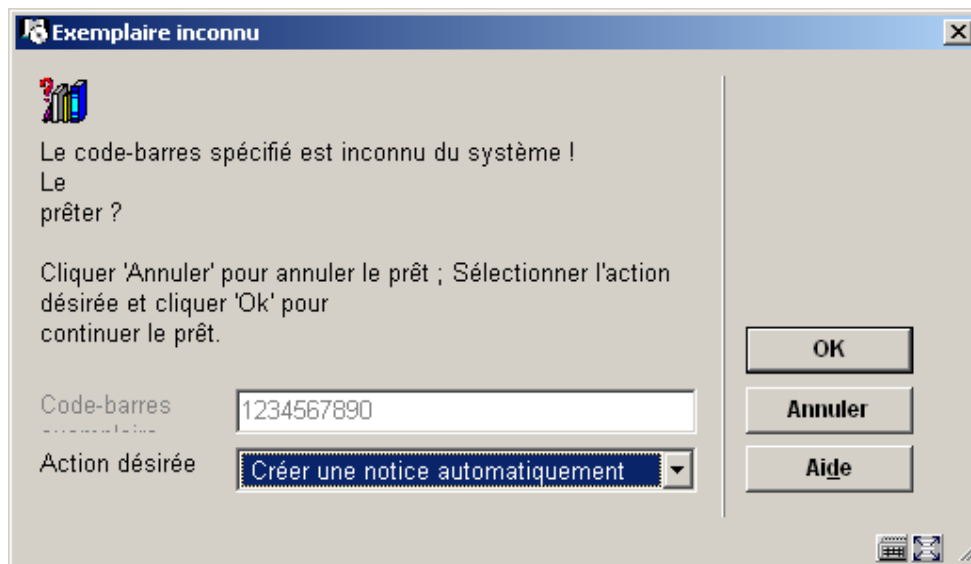 Exemplaire inconnu
Le code-barres spécifié est inconnu du système !
Le
prêter ?
Cliquer 'Annuler' pour annuler le prêt ; Sélectionner l'action
désirée et cliquer 'Ok' pour
continuer le prêt.
Code-barres
1234567890
Action désirée
Créer une notice automatiquement
OK
Annuler
Aide